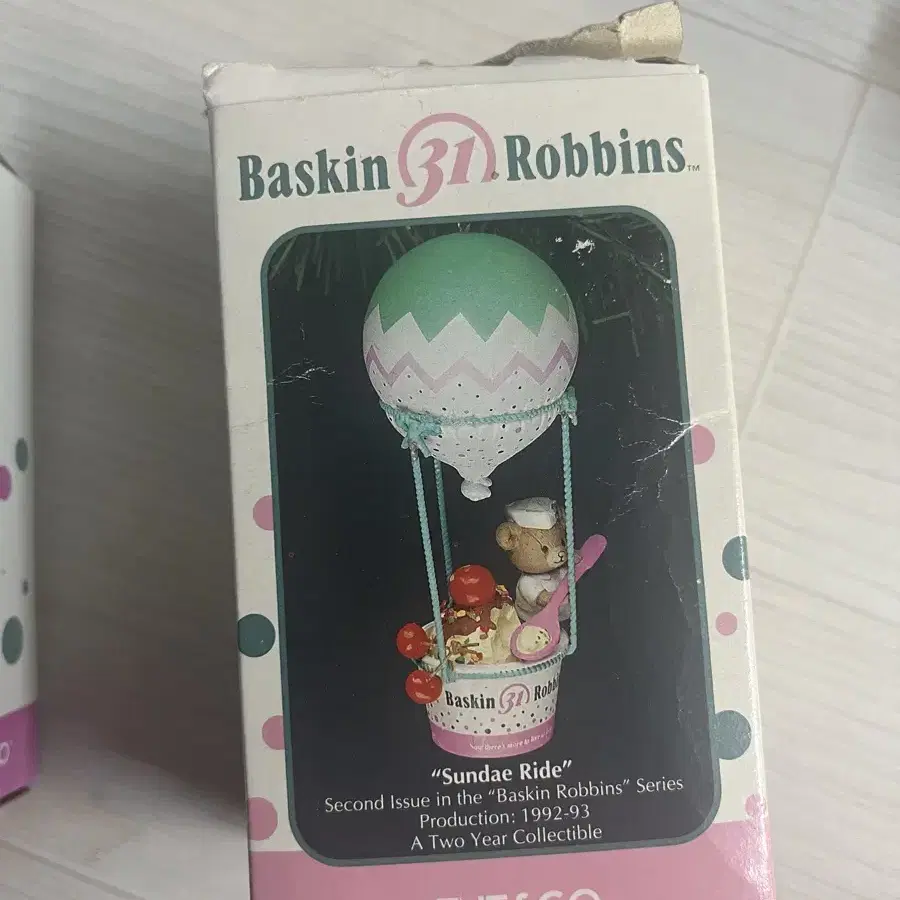 Baskin 31 Robbins™
Baskin 31 Robb
"Sundae Ride"
Second Issue in the "Baskin Robbins" Series
Production: 1992-93
A Two Year Collectible